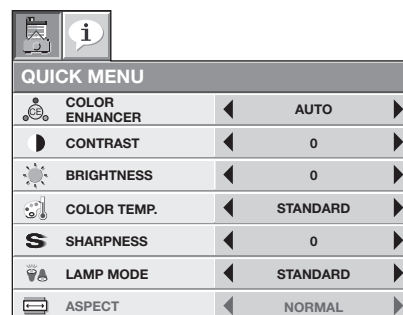 i
QUICK MENU
CE
COLOR
ENHANCER
AUTO
CONTRAST
0
BRIGHTNESS
0
COLOR TEMP.
STANDARD
S
SHARPNESS
0
LAMP MODE
STANDARD
ASPECT
NORMAL